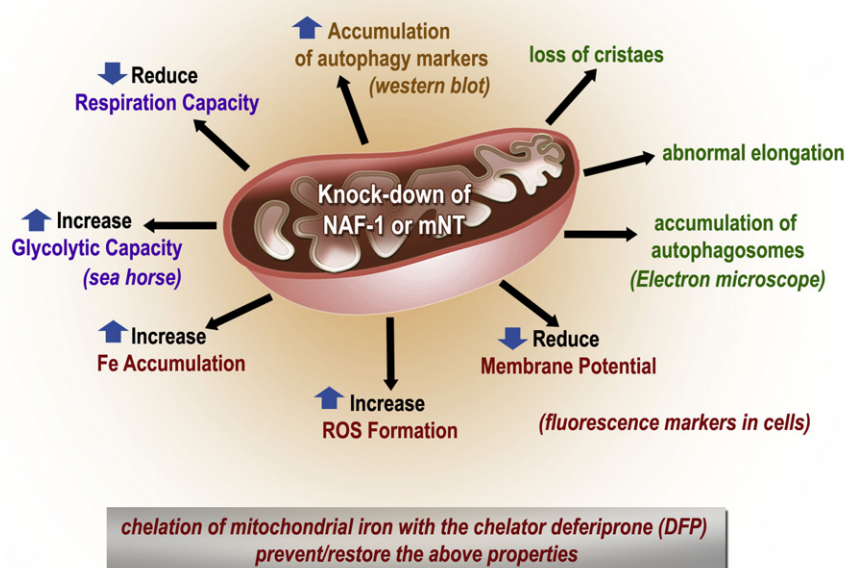 Accumulation
of autophagy markers
(western blot)
loss of cristaes
Reduce
Respiration Capacity
abnormal elongation
Knock-down of
NAF-1 or mNT
Increase
Glycolytic Capacity
(sea horse)
accumulation of
autophagosomes
(Electron microscope)
Increase
Fe Accumulation
Reduce
Membrane Potential
Increase
ROS Formation
(fluorescence markers in cells)
chelation of mitochondrial iron with the chelator deferiprone (DFP)
prevent/restore the above properties